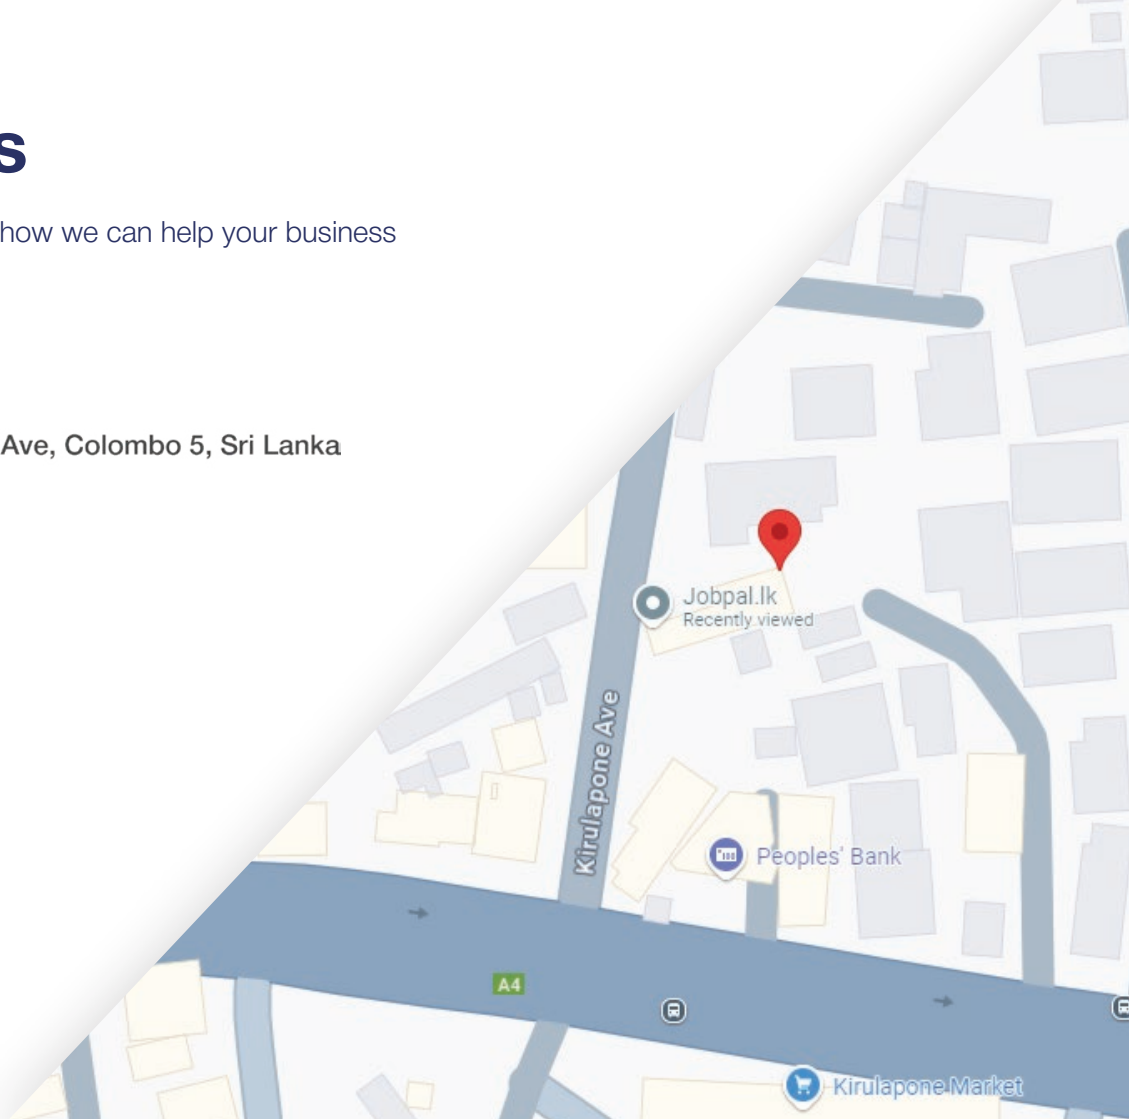 s
how we can help your business
Ave, Colombo 5, Sri Lanka
Jobpal.lk
Recently viewed
Kirulapone Ave
Peoples' Bank
A4
Kirulapone Market